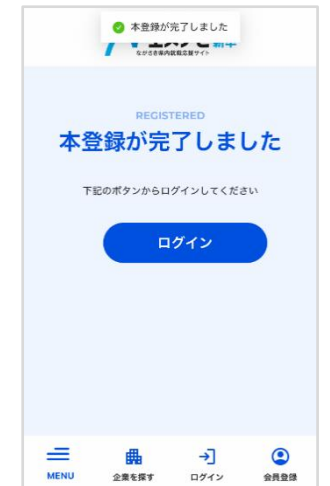 本登録が完了しました
ながさき県内就職応援サイト
REGISTERED
本登録が完了しました
下記のボタンからログインしてください
ログイン
MENU
企業を探す
ログイン
会員登録